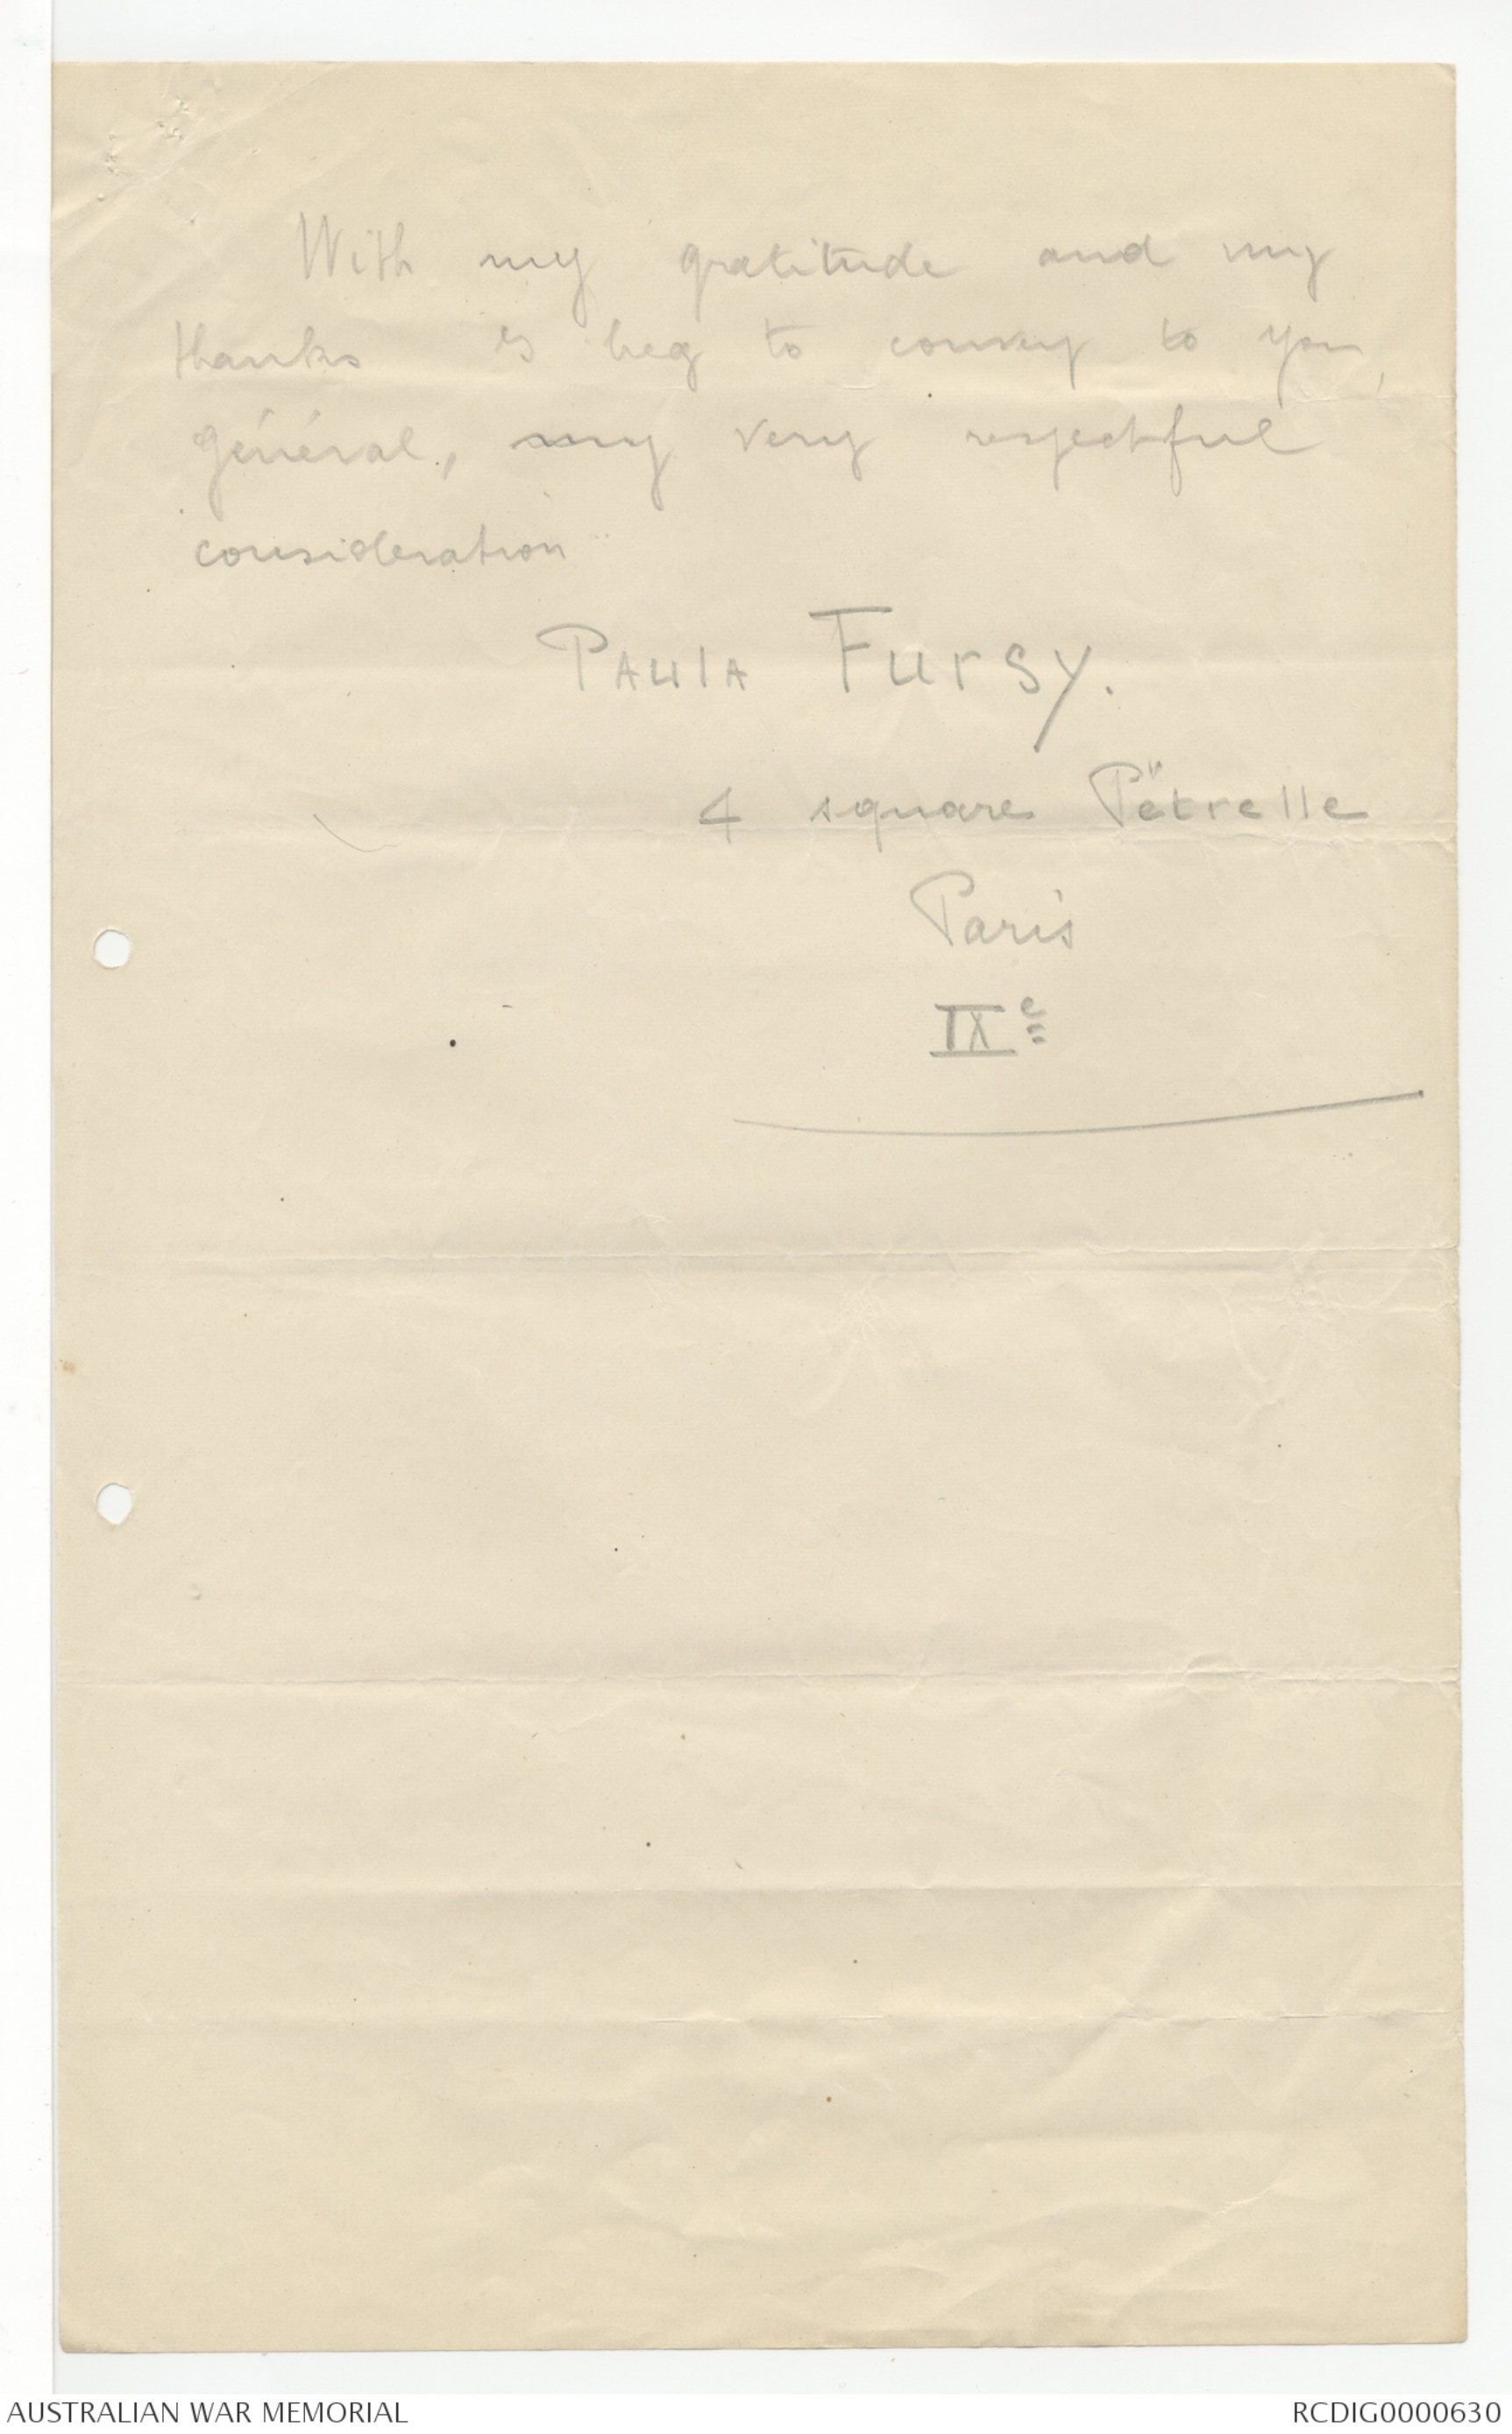 With my gratitude and my
thanks I beg to convey to you,
général, my very respectful
consideration
PAULA FURSY.
4 square Pétrelle
Paris
IXe
AUSTRALIAN WAR MEMORIAL
RCDIG0000630